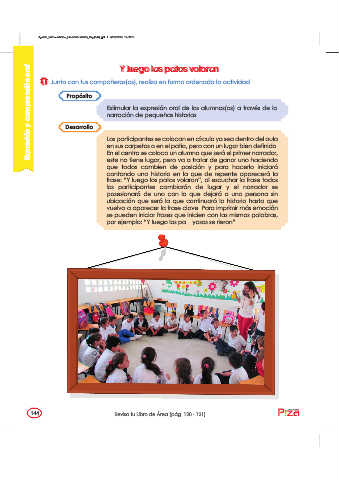 Y luego los patos volaron
1 Junto con tus compañeros(as), realiza en forma ordenada la actividad
Propósito
Estimular la expresión oral de los alumnos(as) a través de la
narración de pequeñas historias
Desarrollo
Los participantes se colocan en círculo ya sea dentro del aula
en sus carpetas o en el patio, pero con un lugar bien definido
En el centro se coloca un alumno que será el primer narrador,
este no tiene lugar, pero va a tratar de ganar uno haciendo
que todos cambien de posición y para hacerlo iniciará
contando una historia en la que de repente aparecerá la
frase: "Y luego los patos volaron", al escuchar la frase todos
los participantes cambiarán de lugar y el narrador se
posesionará de uno con lo que dejará a una persona sin
ubicación que será la que continuará la historia hasta que
vuelva a aparecer la frase clave Para imprimir más emoción
se pueden iniciar frases que inicien con las mismas palabras,
por ejemplo: "Y luego los pa yasos se rieron"
144
Revisa tu Libro de Área [pág. 130 - 131]